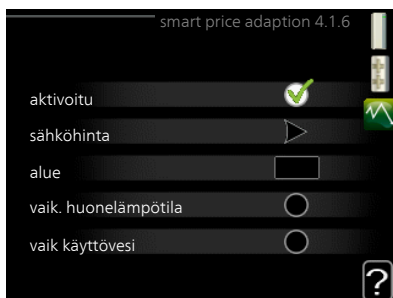 smart price adaption 4.1.6
aktivoitu
sähköhinta
alue
vaik. huonelämpötila
vaik käyttövesi
?